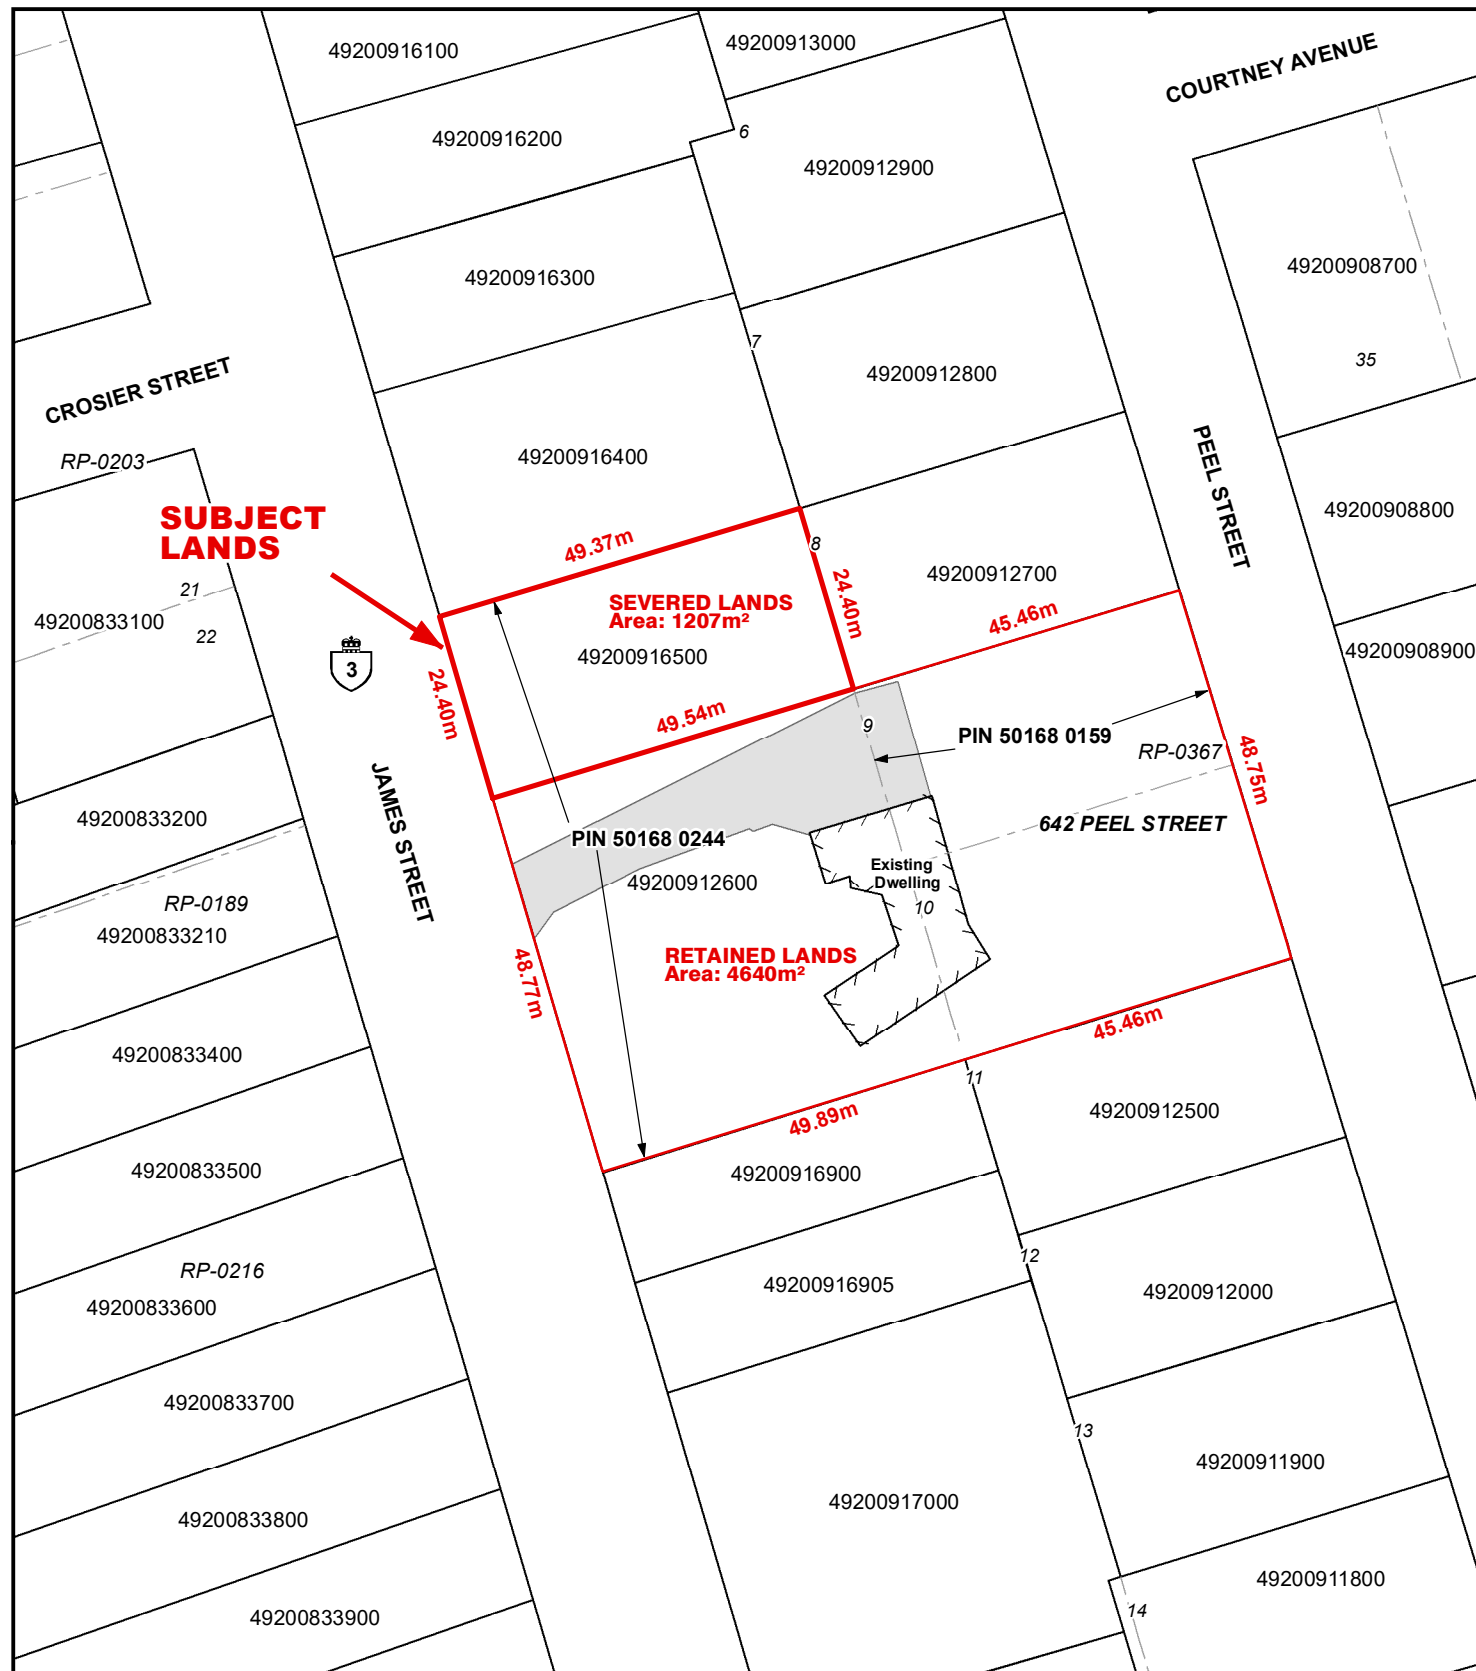 49200916100
49200913000
COURTNEY AVENUE
49200916200
6
49200912900
49200916300
49200908700
7
35
CROSIER STREET
49200912800
RP-0203
49200916400
PEEL STREET
49200908800
SUBJECT
LANDS
49.37m
8
49200912700
24.40m
21
49200833100
22
SEVERED LANDS
Area: 1207m²
45.46m
49200916500
49200908900
3
24.40m
49.54m
9
PIN 50168 0159
RP-0367
48.75m
49200833200
JAMES STREET
PIN 50168 0244
642 PEEL STREET
Existing
Dwelling
49200912600
10
RP-0189
49200833210
RETAINED LANDS
Area: 4640m²
48.77m
45.46m
49200833400
11
49.89m
49200912500
49200833500
49200916900
RP-0216
12
49200916905
49200912000
49200833600
49200833700
13
49200911900
49200917000
49200833800
49200911800
14
49200833900